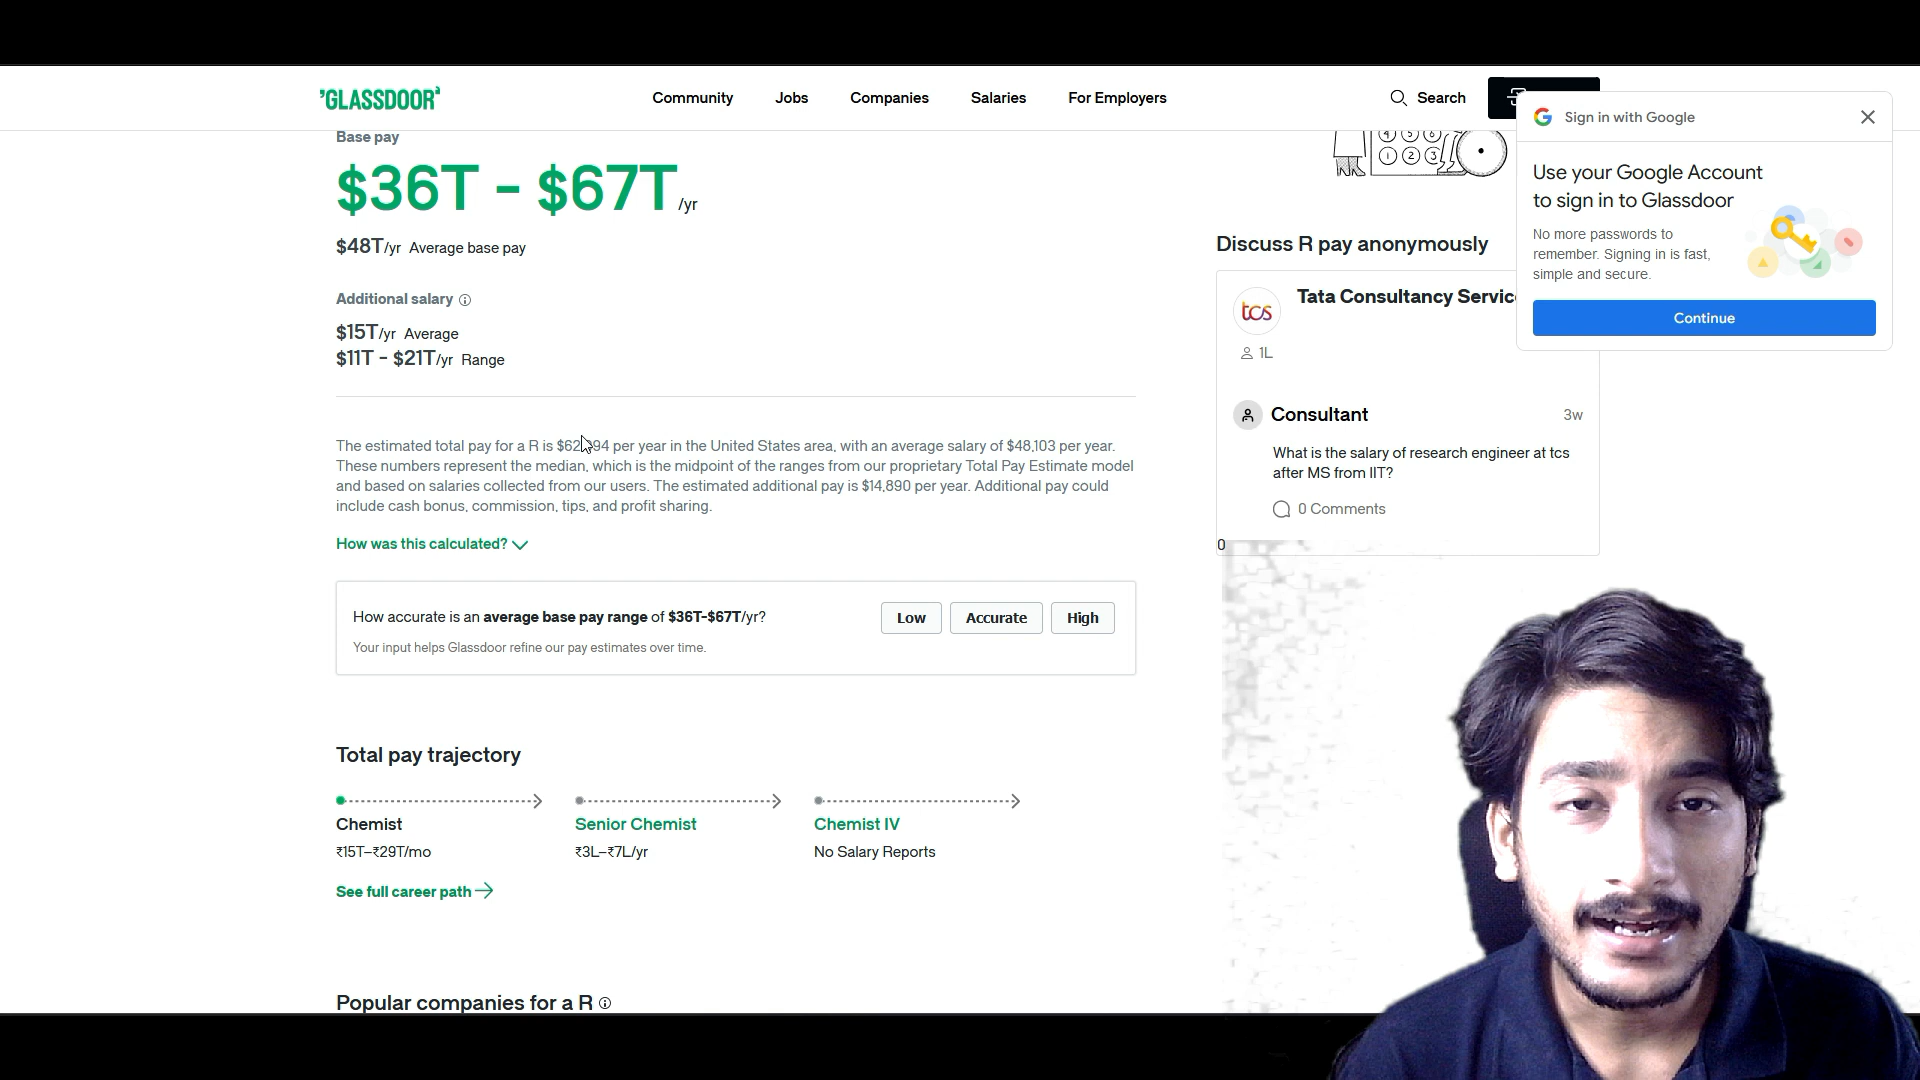 GLASSDOOR
Community Jobs Companies Salaries For Employers Search
Base pay
$36T - $67T /yr
$48T/yr Average base pay
Additional salary
$15T/yr Average
$11T - $21T/yr Range
The estimated total pay for a R is per year in the United States area, with an average salary of $48,103 per year.
These numbers represent the median, which is the midpoint of the ranges from our proprietary Total Pay Estimate model
and based on salaries collected from our users. The estimated additional pay is $14,890 per year. Additional pay could
include cash bonus, commission, tips, and profit sharing.
How was this calculated?
How accurate is an average base pay range of $36T-$67T/yr?
Your input helps Glassdoor refine our pay estimates over time.
Low Accurate High
Total pay trajectory
Chemist
₹15T–₹29T/mo
Senior Chemist
₹3L–₹7L/yr
Chemist IV
No Salary Reports
See full career path
Popular companies for a R
4 5 6
1 2 3
Discuss R pay anonymously
tcs
Tata Consultancy
1L
Consultant 3w
What is the salary of research engineer at tcs
after MS from IIT?
0 Comments
0
Sign in with Google
Use your Google Account
to sign in to Glassdoor
No more passwords to
remember. Signing in is fast,
simple and secure.
Continue